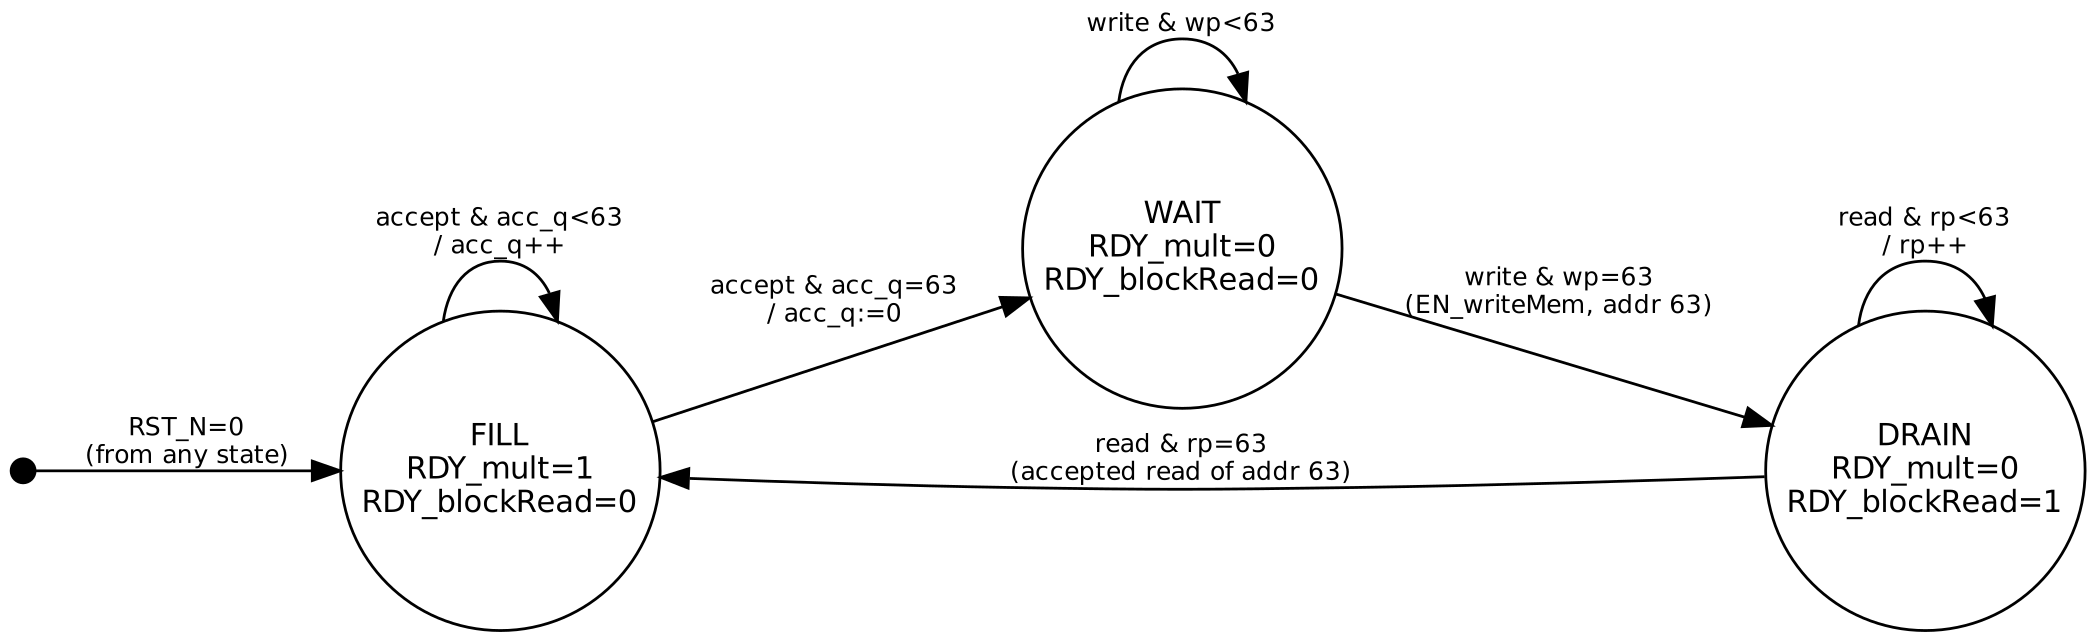 write & wp<63
accept & acc_q<63
/ acc_q++
read & rp<63
/ rp++
WAIT
RDY_mult=0
RDY_blockRead=0
accept & acc_q=63
/ acc_q:=0
write & wp=63
(EN_writeMem, addr 63)
RST_N=0
(from any state)
FILL
RDY_mult=1
RDY_blockRead=0
read & rp=63
(accepted read of addr 63)
DRAIN
RDY_mult=0
RDY_blockRead=1